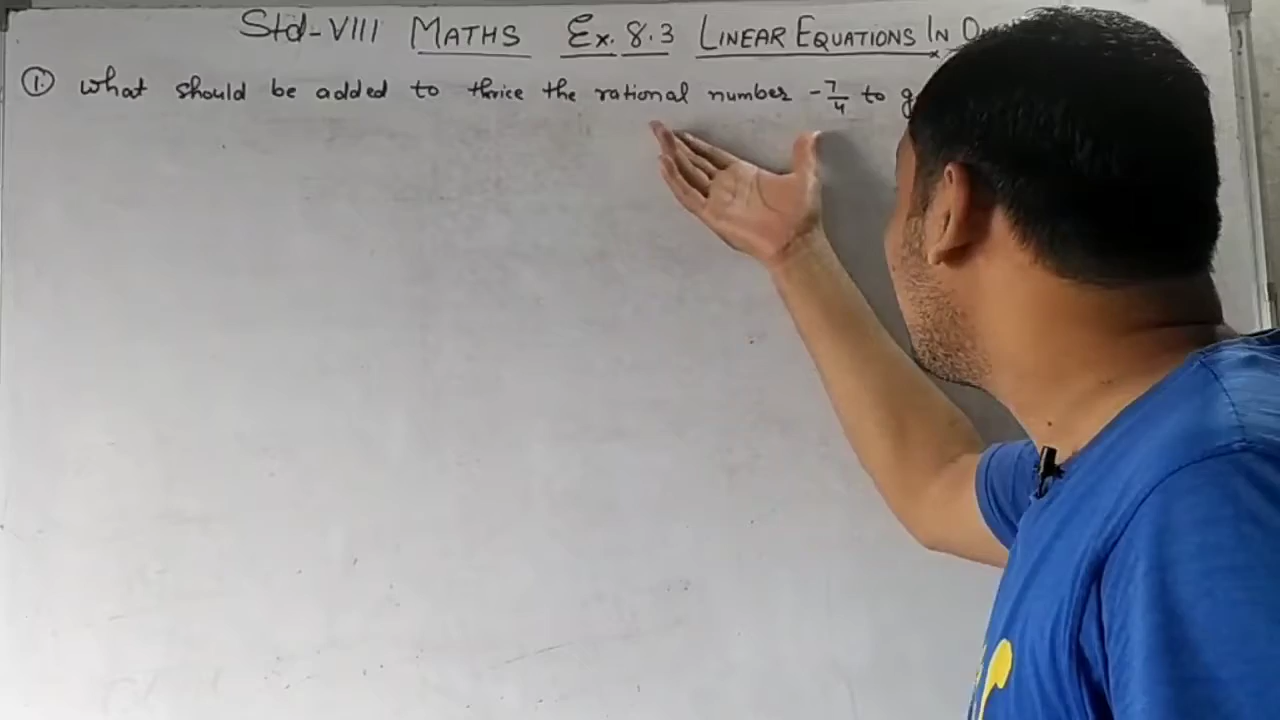 Std-VIII MATHS Ex. 8.3 LINEAR EQUATIONS IN
1. What should be added to thrice the rational number -7/4 to